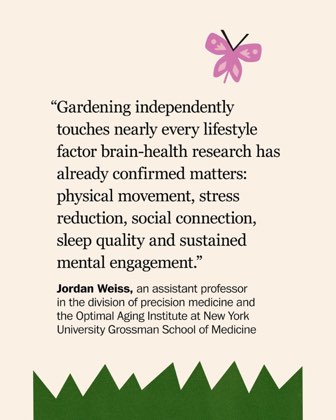 “Gardening independently
touches nearly every lifestyle
factor brain-health research has
already confirmed matters:
physical movement, stress
reduction, social connection,
sleep quality and sustained
mental engagement.”
Jordan Weiss, an assistant professor
in the division of precision medicine and
the Optimal Aging Institute at New York
University Grossman School of Medicine